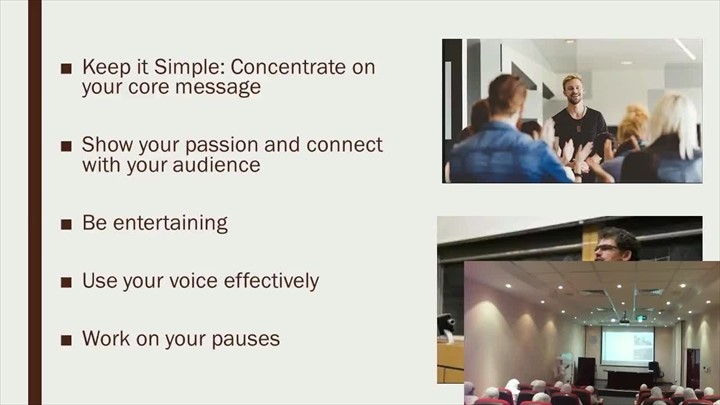 ■ Keep it Simple: Concentrate on
your core message
■ Show your passion and connect
with your audience
■ Be entertaining
■ Use your voice effectively
■ Work on your pauses